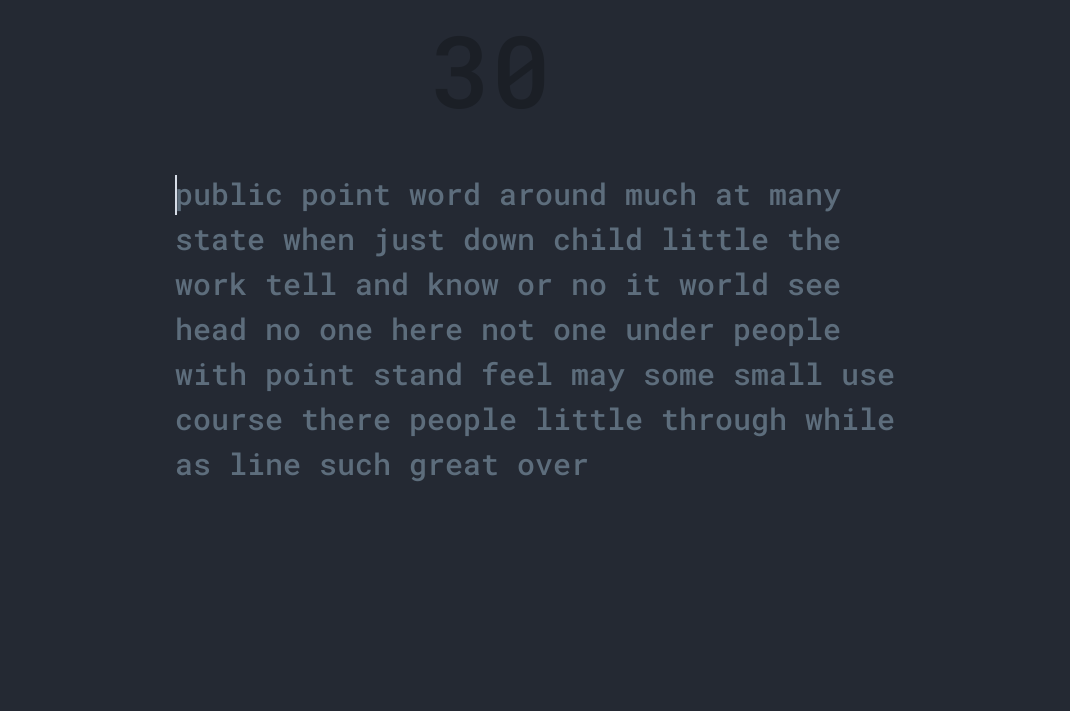 30
public point word around much at many
state when just down child little the
work tell and know or no it world see
head no one here not one under people
with point stand feel may some small use
course there people little through while
as line such great over